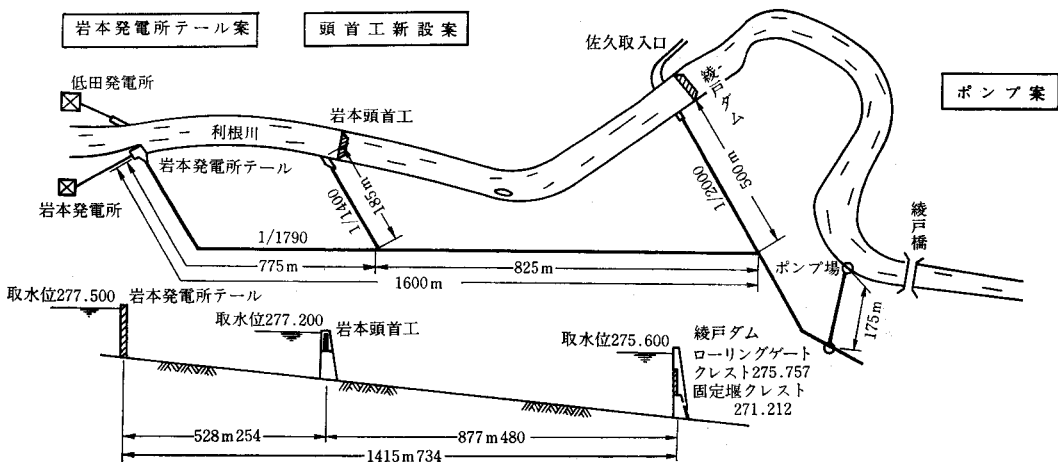 岩本発電所テール案
頭首工新設案
ポンプ案
佐久取入口
綾戸ダム
低田発電所
利根川
岩本頭首工
岩本発電所テール
岩本発電所
185m
1/1400
500m
1/2000
1/1790
775m
825m
1600m
綾戸橋
ポンプ場
175m
取水位277.500
岩本発電所テール
取水位277.200
岩本頭首工
取水位275.600
綾戸ダム
ローリングゲート
クレスト275.757
固定堰クレスト
271.212
528m254
877m480
1415m734